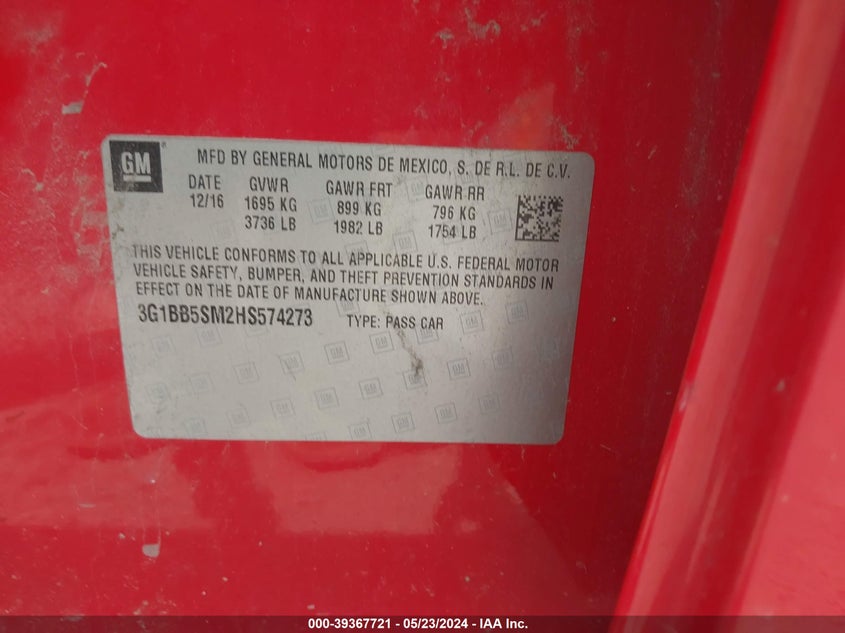 GM
MFD BY GENERAL MOTORS DE MEXICO, S. DE R.L. DE C.V.
DATE GVWR GAWR FRT GAWR RR
12/16 1695 KG 899 KG 796 KG
3736 LB 1982 LB 1754 LB
THIS VEHICLE CONFORMS TO ALL APPLICABLE U.S. FEDERAL MOTOR
VEHICLE SAFETY, BUMPER, AND THEFT PREVENTION STANDARDS IN
EFFECT ON THE DATE OF MANUFACTURE SHOWN ABOVE.
3G1BB5SM2HS574273 TYPE: PASS CAR
000-39367721 - 05/23/2024 - IAA Inc.